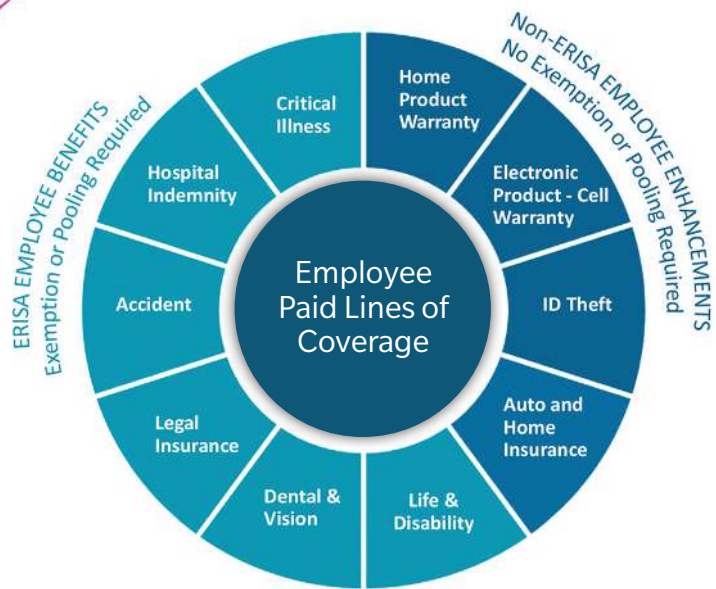 Employee
Paid Lines of
Coverage
Home
Product
Warranty
Electronic
Product - Cell
Warranty
ID Theft
Auto and
Home
Insurance
Life &
Disability
Dental &
Vision
Legal
Insurance
Accident
Hospital
Indemnity
Critical
Illness
ERISA EMPLOYEE BENEFITS
Exemption or Pooling Required
Non-ERISA EMPLOYEE ENHANCEMENTS
No Exemption or Pooling Required